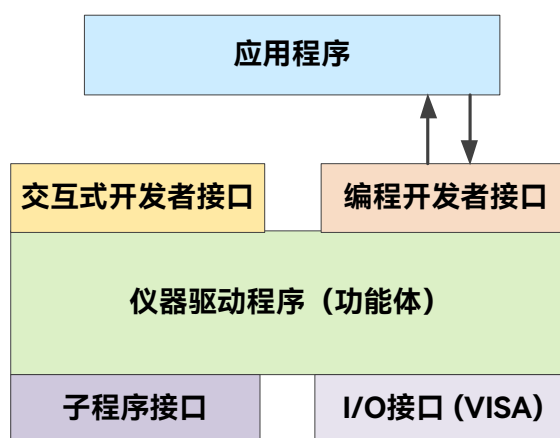 应用程序
交互式开发者接口
编程开发者接口
仪器驱动程序（功能体）
子程序接口
I/O接口 (VISA)